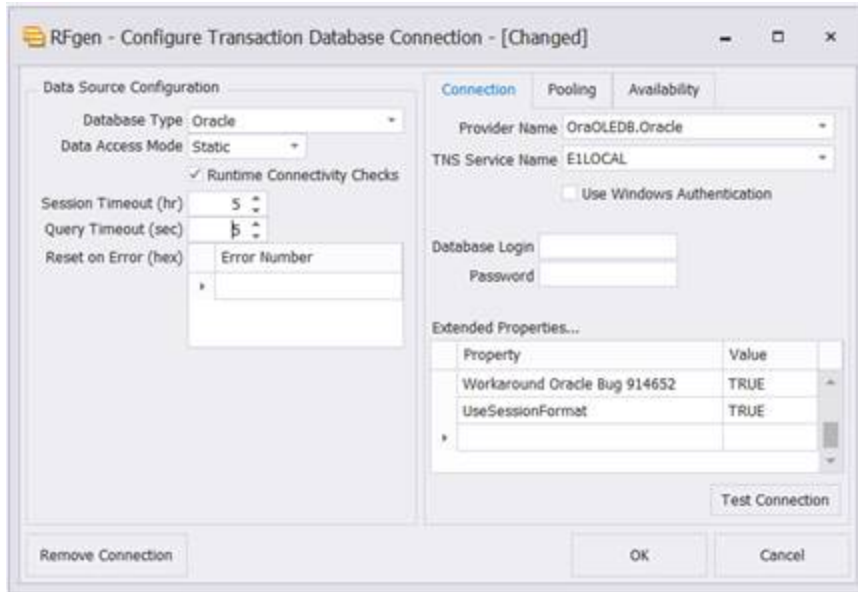 RFgen - Configure Transaction Database Connection - [Changed]
Data Source Configuration
Database Type Oracle
Data Access Mode Static
Runtime Connectivity Checks
Session Timeout (hr) 5
Query Timeout (sec) 5
Reset on Error (hex) Error Number
Connection Pooling Availability
Provider Name OraOLEDB.Oracle
TNS Service Name E1LOCAL
Use Windows Authentication
Database Login
Password
Extended Properties...
Property Value
Workaround Oracle Bug 914652 TRUE
UseSessionFormat TRUE
Test Connection
Remove Connection OK Cancel